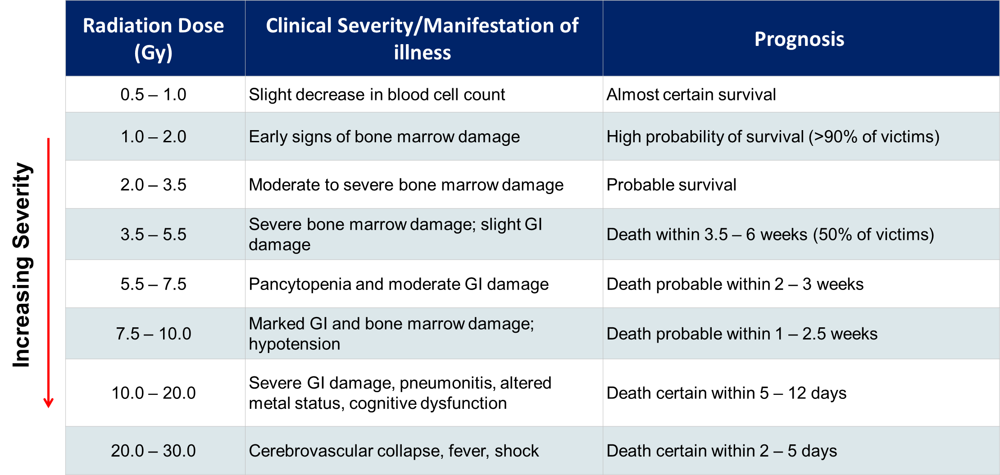 Radiation Dose
(Gy)
Clinical Severity/Manifestation of
illness
Prognosis
0.5 – 1.0
Slight decrease in blood cell count
Almost certain survival
1.0 – 2.0
Early signs of bone marrow damage
High probability of survival (>90% of victims)
2.0 – 3.5
Moderate to severe bone marrow damage
Probable survival
3.5 – 5.5
Severe bone marrow damage; slight GI
damage
Death within 3.5 – 6 weeks (50% of victims)
5.5 – 7.5
Pancytopenia and moderate GI damage
Death probable within 2 – 3 weeks
7.5 – 10.0
Marked GI and bone marrow damage;
hypotension
Death probable within 1 – 2.5 weeks
10.0 – 20.0
Severe GI damage, pneumonitis, altered
metal status, cognitive dysfunction
Death certain within 5 – 12 days
20.0 – 30.0
Cerebrovascular collapse, fever, shock
Death certain within 2 – 5 days
Increasing Severity